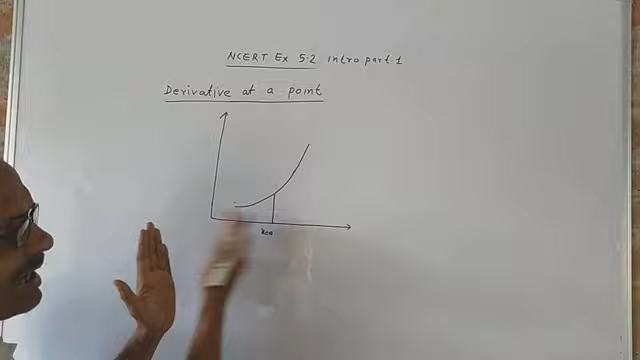 NCERT Ex 5.2 intro part 1
Derivative at a point
x=a